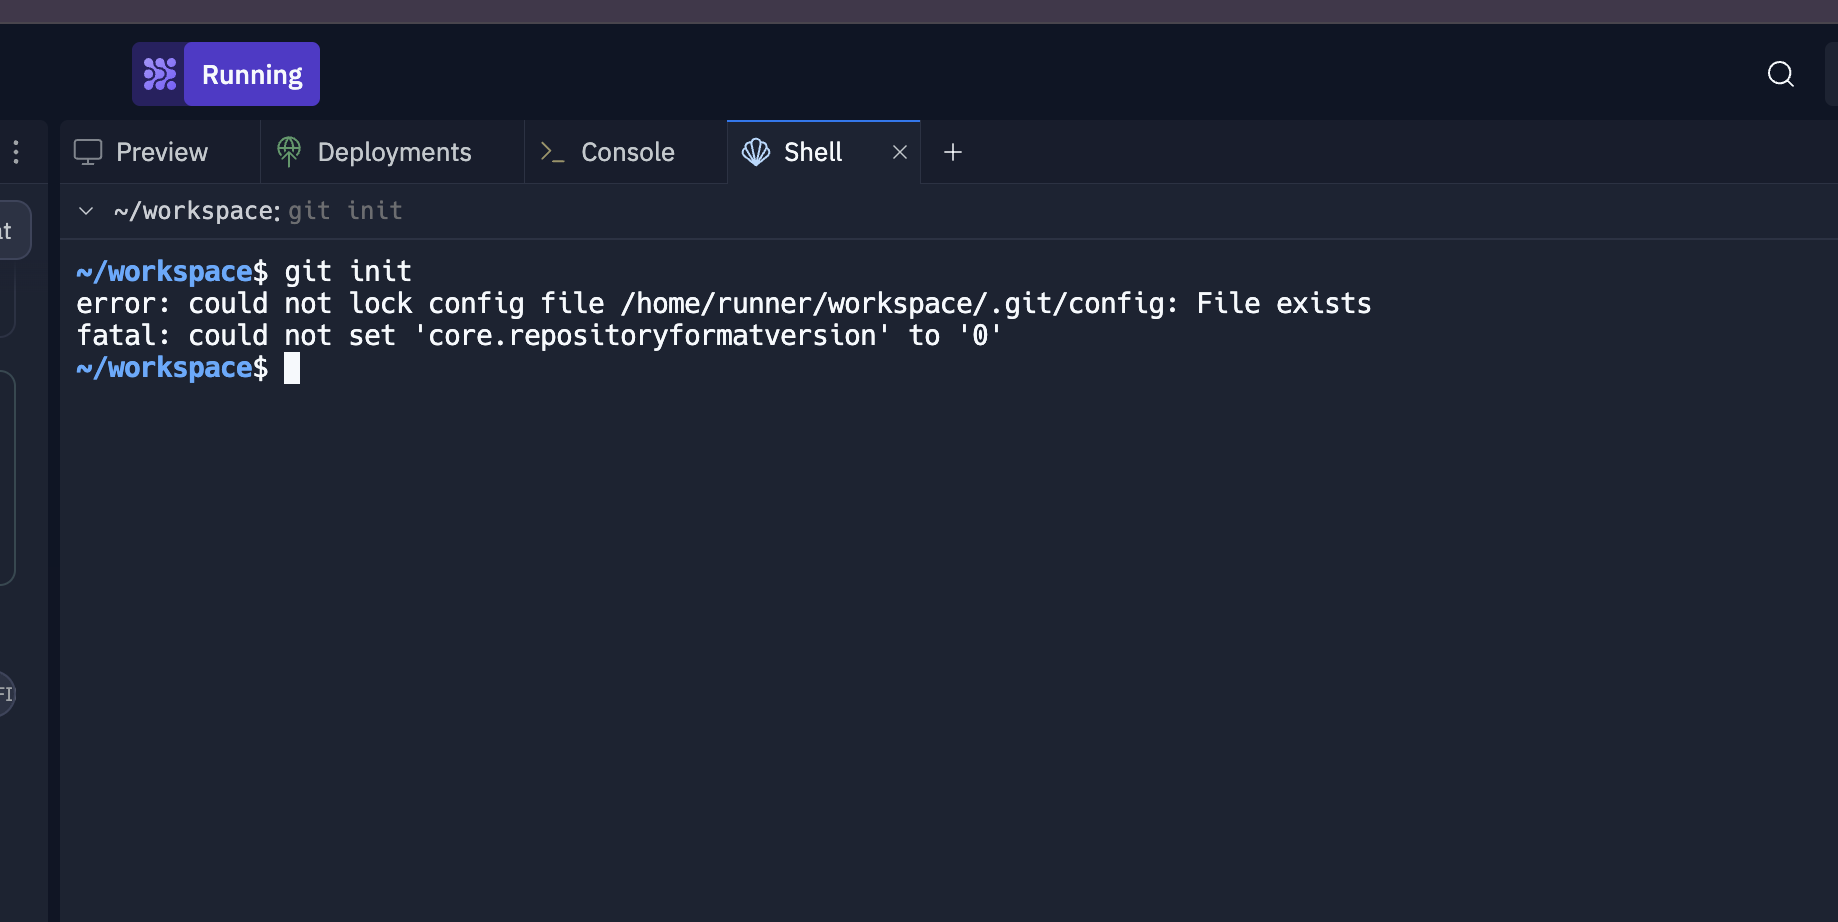 Running
Preview
Deployments
Console
Shell
~/workspace: git init
~/workspace$ git init
error: could not lock config file /home/runner/workspace/.git/config: File exists
fatal: could not set 'core.repositoryformatversion' to '0'
~/workspace$